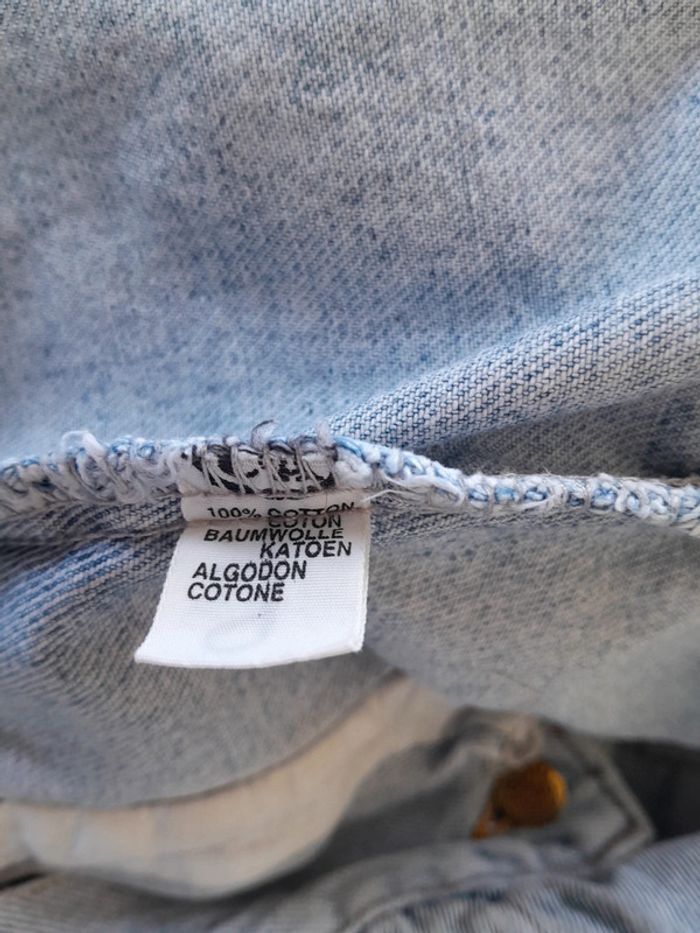 100% COTTON
COTON
BAUMWOLLE
KATOEN
ALGODON
COTONE